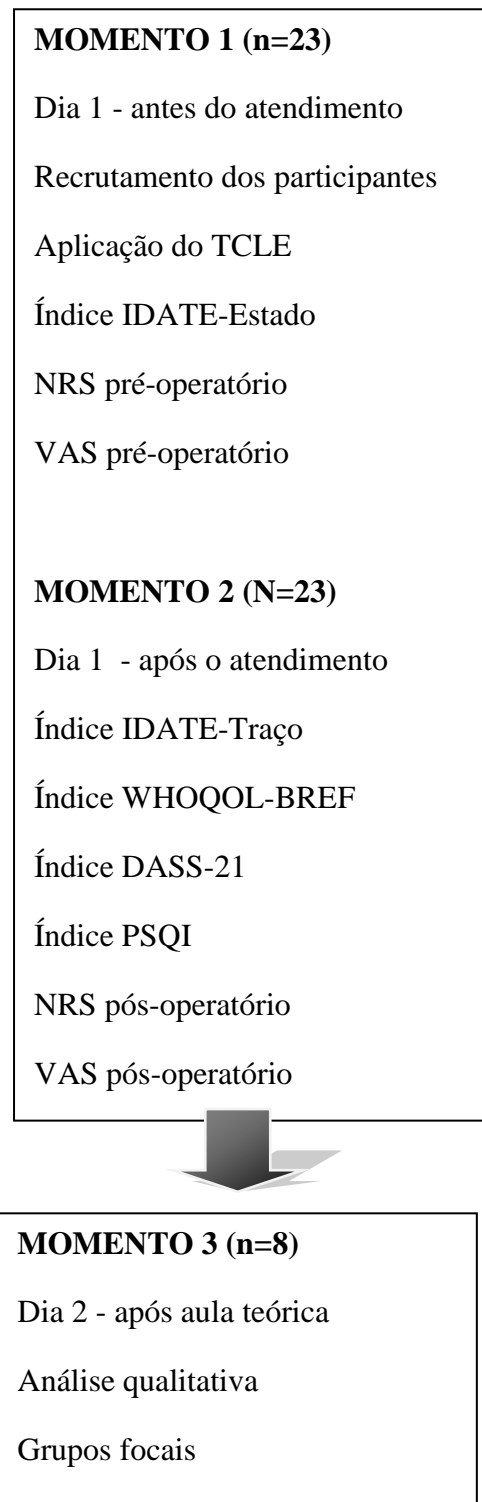 MOMENTO 1 (n=23)
Dia 1 - antes do atendimento
Recrutamento dos participantes
Aplicação do TCLE
Índice IDATE-Estado
NRS pré-operatório
VAS pré-operatório
MOMENTO 2 (N=23)
Dia 1 - após o atendimento
Índice IDATE-Traço
Índice WHOQOL-BREF
Índice DASS-21
Índice PSQI
NRS pós-operatório
VAS pós-operatório
MOMENTO 3 (n=8)
Dia 2 - após aula teórica
Análise qualitativa
Grupos focais